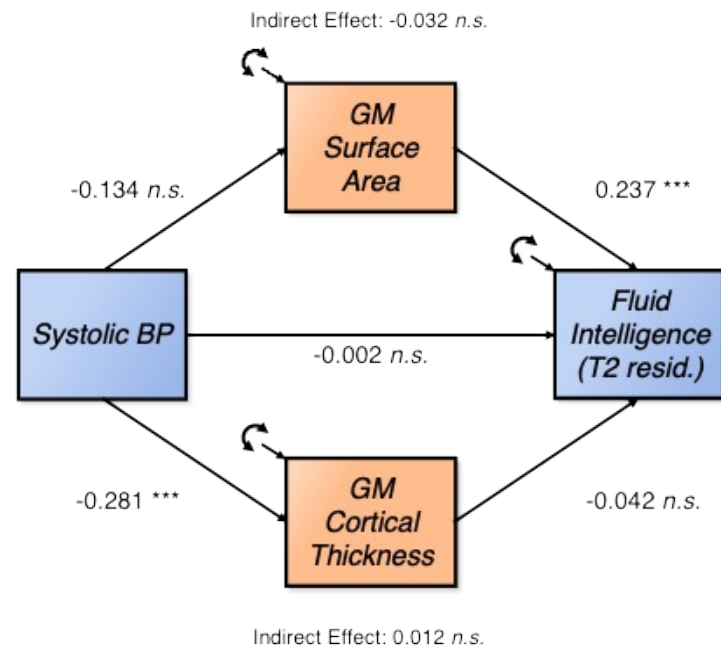 Indirect Effect: -0.032 n.s.
GM
Surface
Area
-0.134 n.s.
0.237 ***
Systolic BP
Fluid
Intelligence
(T2 resid.)
-0.002 n.s.
GM
Cortical
Thickness
-0.281 ***
-0.042 n.s.
Indirect Effect: 0.012 n.s.